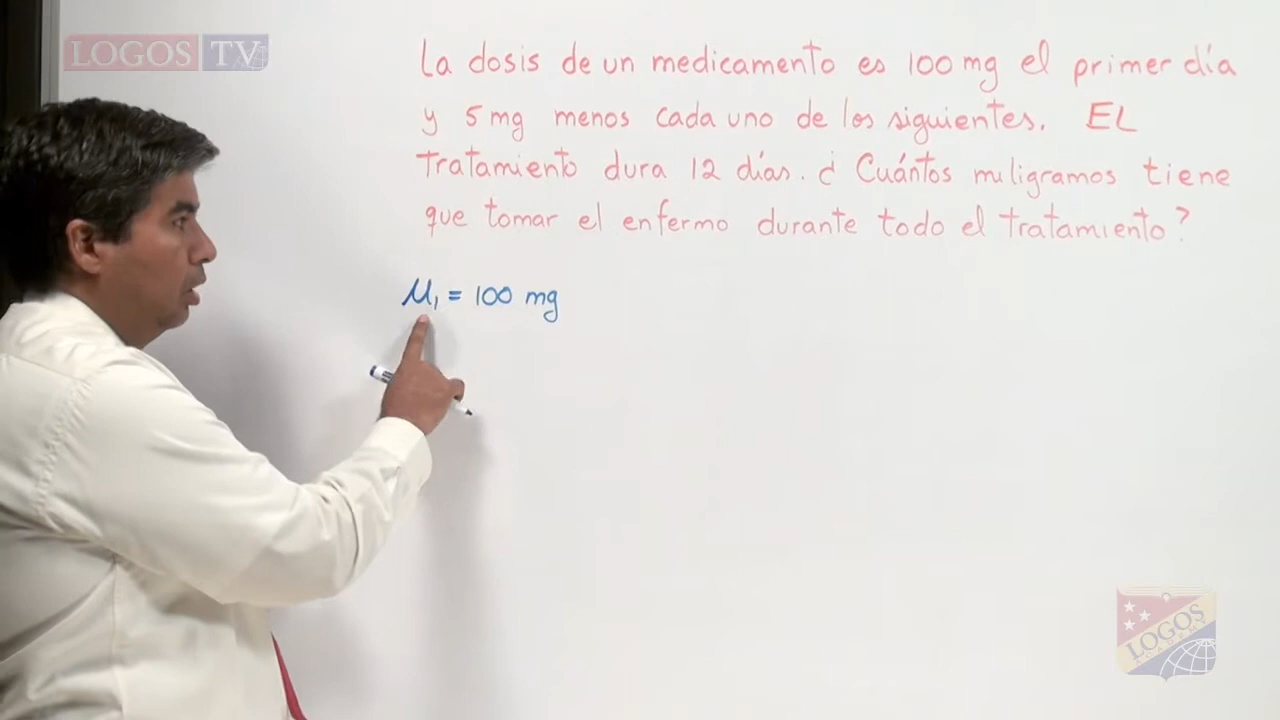 LOGOS TV
La dosis de un medicamento es 100 mg el primer día
y 5 mg menos cada uno de los siguientes. EL
Tratamiento dura 12 días. ¿ Cuántos miligramos tiene
que tomar el enfermo durante todo el tratamiento?
μ₁ = 100 mg
LOGOS
ACADEMY